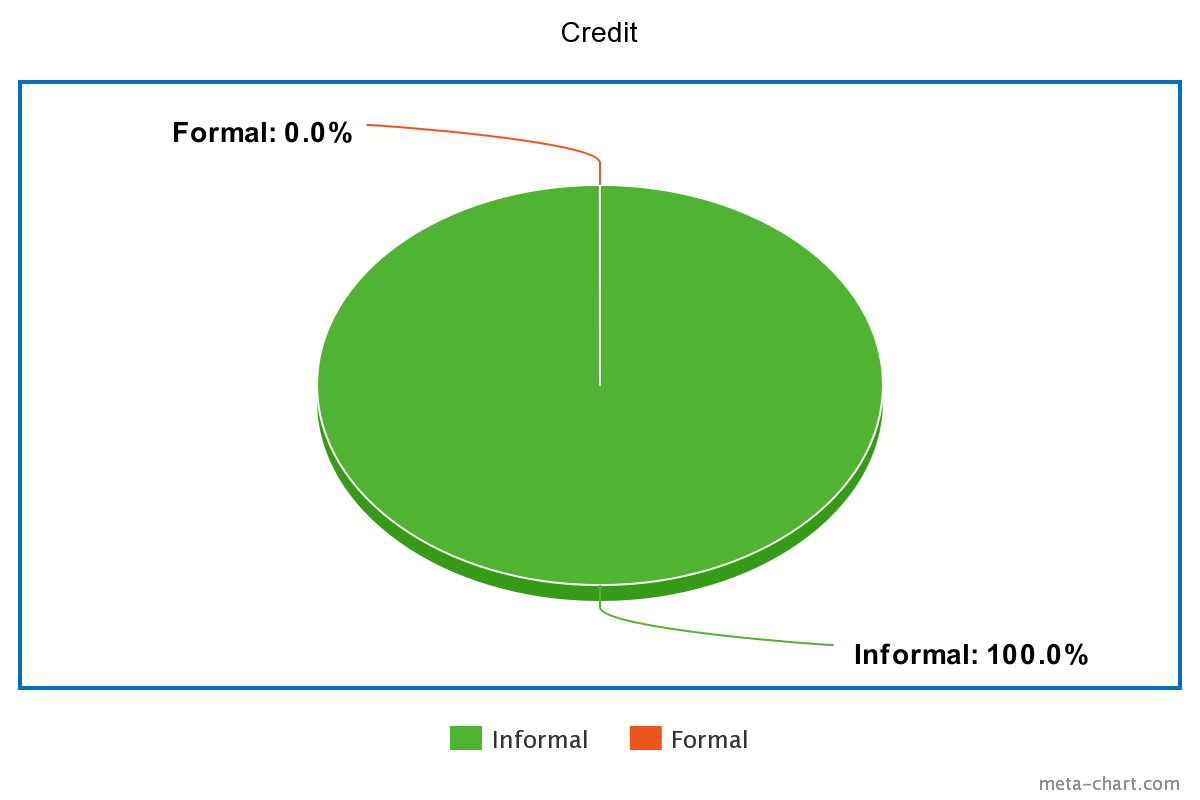 Credit
Formal: 0.0%
Informal: 100.0%
Informal
Formal
meta-chart.com